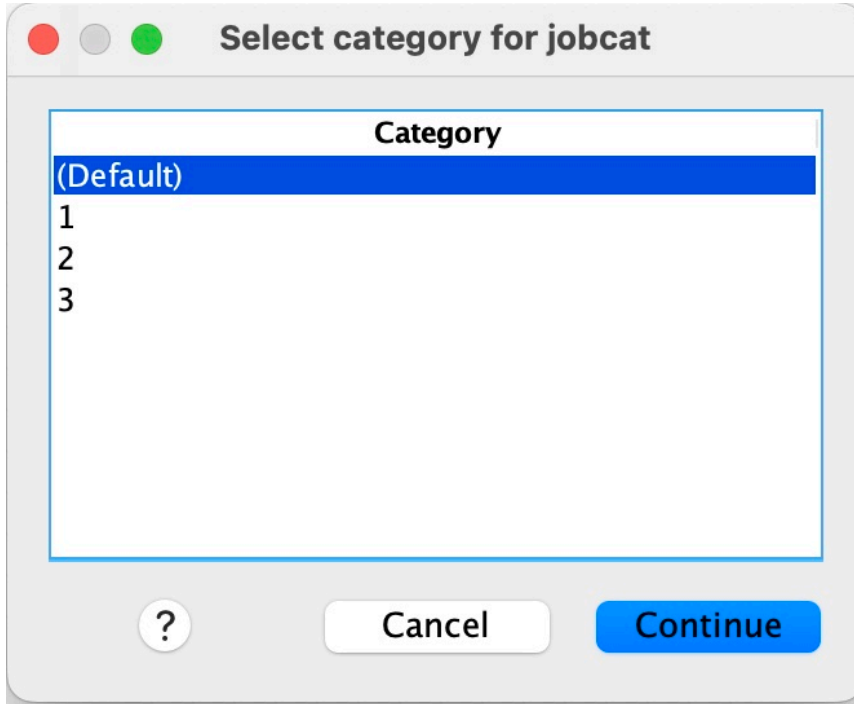 Select category for jobcat
Category
(Default)
1
2
3
? Cancel Continue